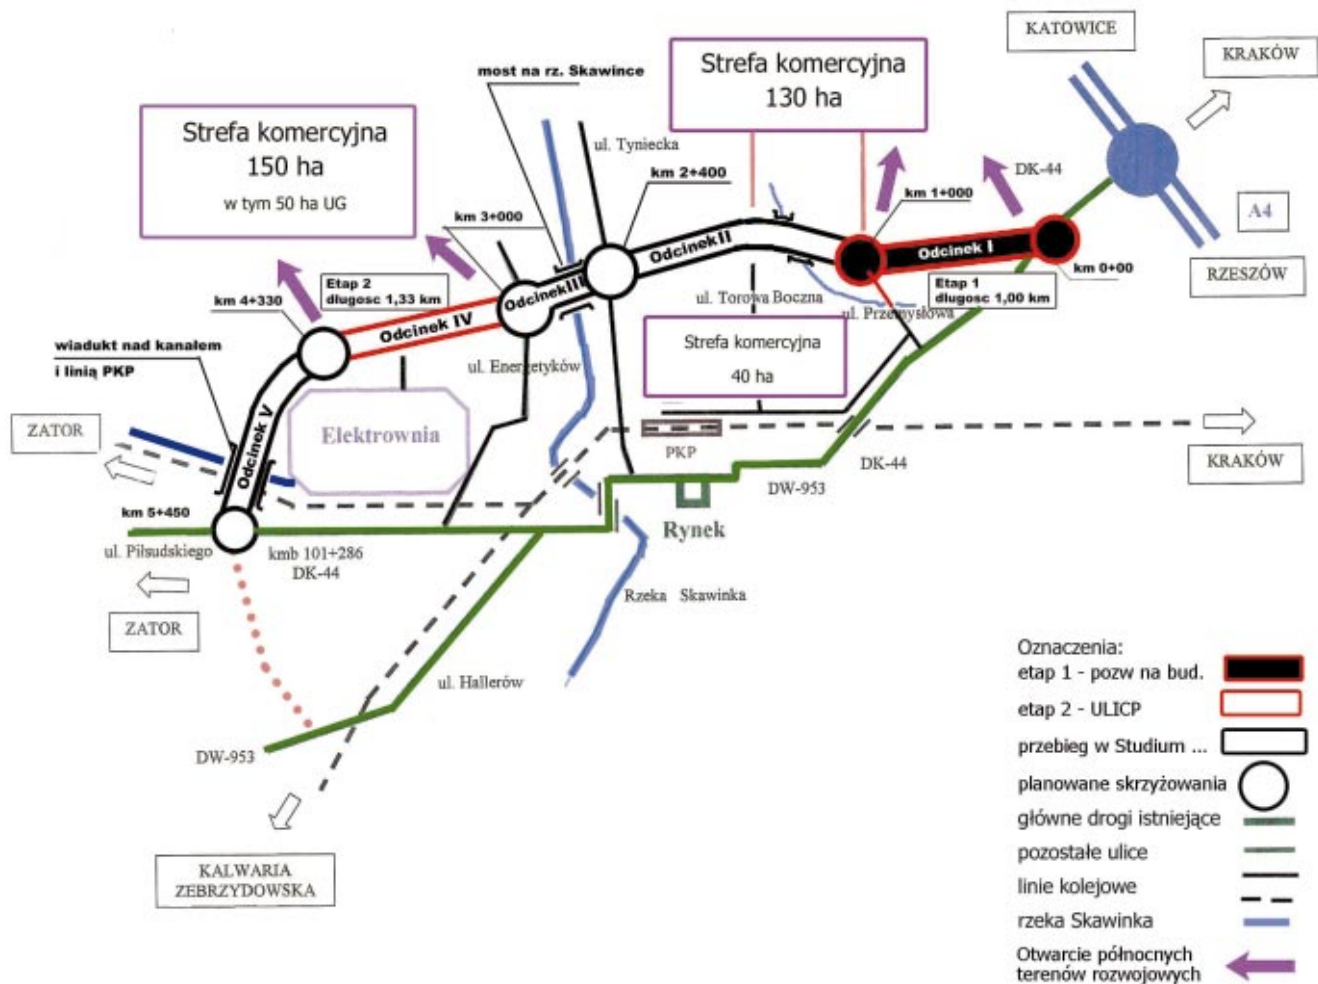 KATOWICE
KRAKÓW
most na rz. Skawince
Strefa komercyjna
130 ha
Strefa komercyjna
150 ha
w tym 50 ha UG
ul. Tyniecka
km 2+400
DK-44
km 1+000
A4
km 3+000
Odcinek II
Odcinek I
km 0+00
RZESZÓW
Odcinek III
Etap 2
dlugosc 1,33 km
km 4+330
Etap 1
dlugosc 1,00 km
ul. Torowa Boczna
ul. Przemysłowa
Odcinek IV
wiadukt nad kanałem
i linią PKP
ul. Energetyków
Strefa komercyjna
40 ha
ZATOR
Elektrownia
Odcinek V
PKP
DK-44
KRAKÓW
DW-953
km 5+450
Rynek
ul. Piłsudskiego
kmb 101+286
DK-44
Rzeka Skawinka
ZATOR
ul. Hallerów
DW-953
KALWARIA
ZEBRZYDOWSKA
Oznaczenia:
etap 1 - pozw na bud.
etap 2 - ULICP
przebieg w Studium ...
planowane skrzyżowania
główne drogi istniejące
pozostałe ulice
linie kolejowe
rzeka Skawinka
Otwarcie północnych
terenów rozwojowych